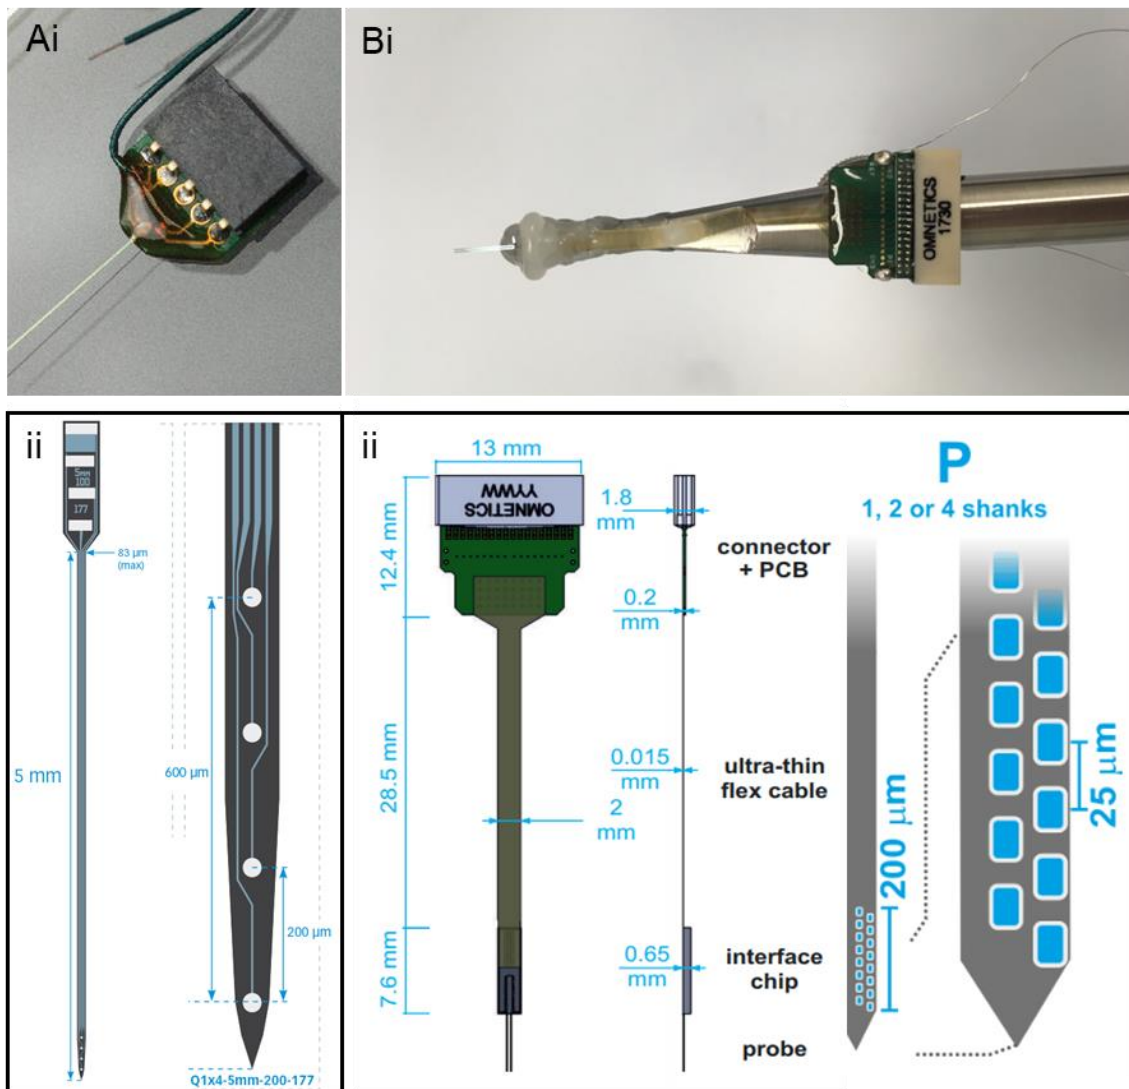 Ai
Bi
OMNETICS
1730
ii
5mm
100
177
83 µm
(max)
5 mm
600 µm
200 µm
Q1x4-5mm-200-177
ii
13 mm
OMNETICS
YYWW
12.4 mm
28.5 mm
7.6 mm
2
mm
1.8
mm
0.2
mm
0.015
mm
0.65
mm
connector
+ PCB
ultra-thin
flex cable
interface
chip
probe
P
1, 2 or 4 shanks
200 µm
25 µm